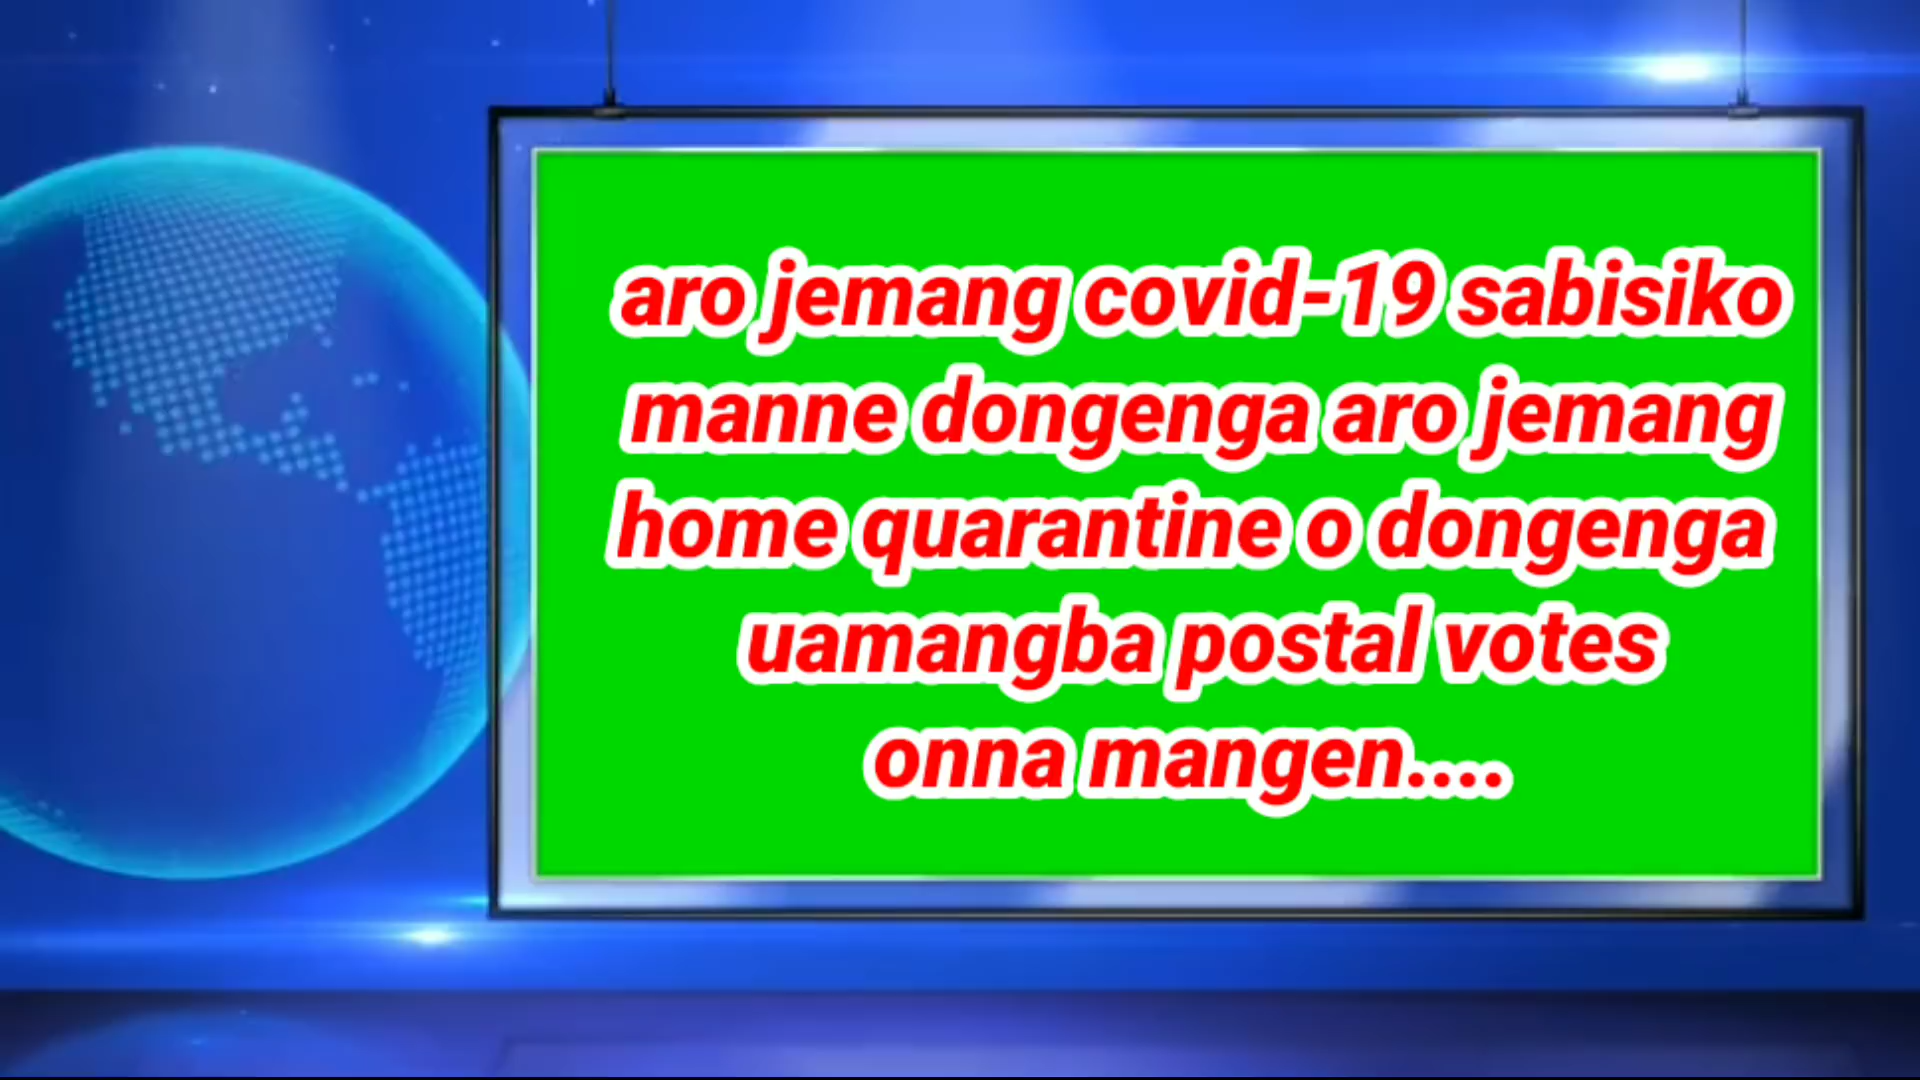 aro jemang covid-19 sabisiko
manne dongenga aro jemang
home quarantine o dongenga
uamangba postal votes
onna mangen....